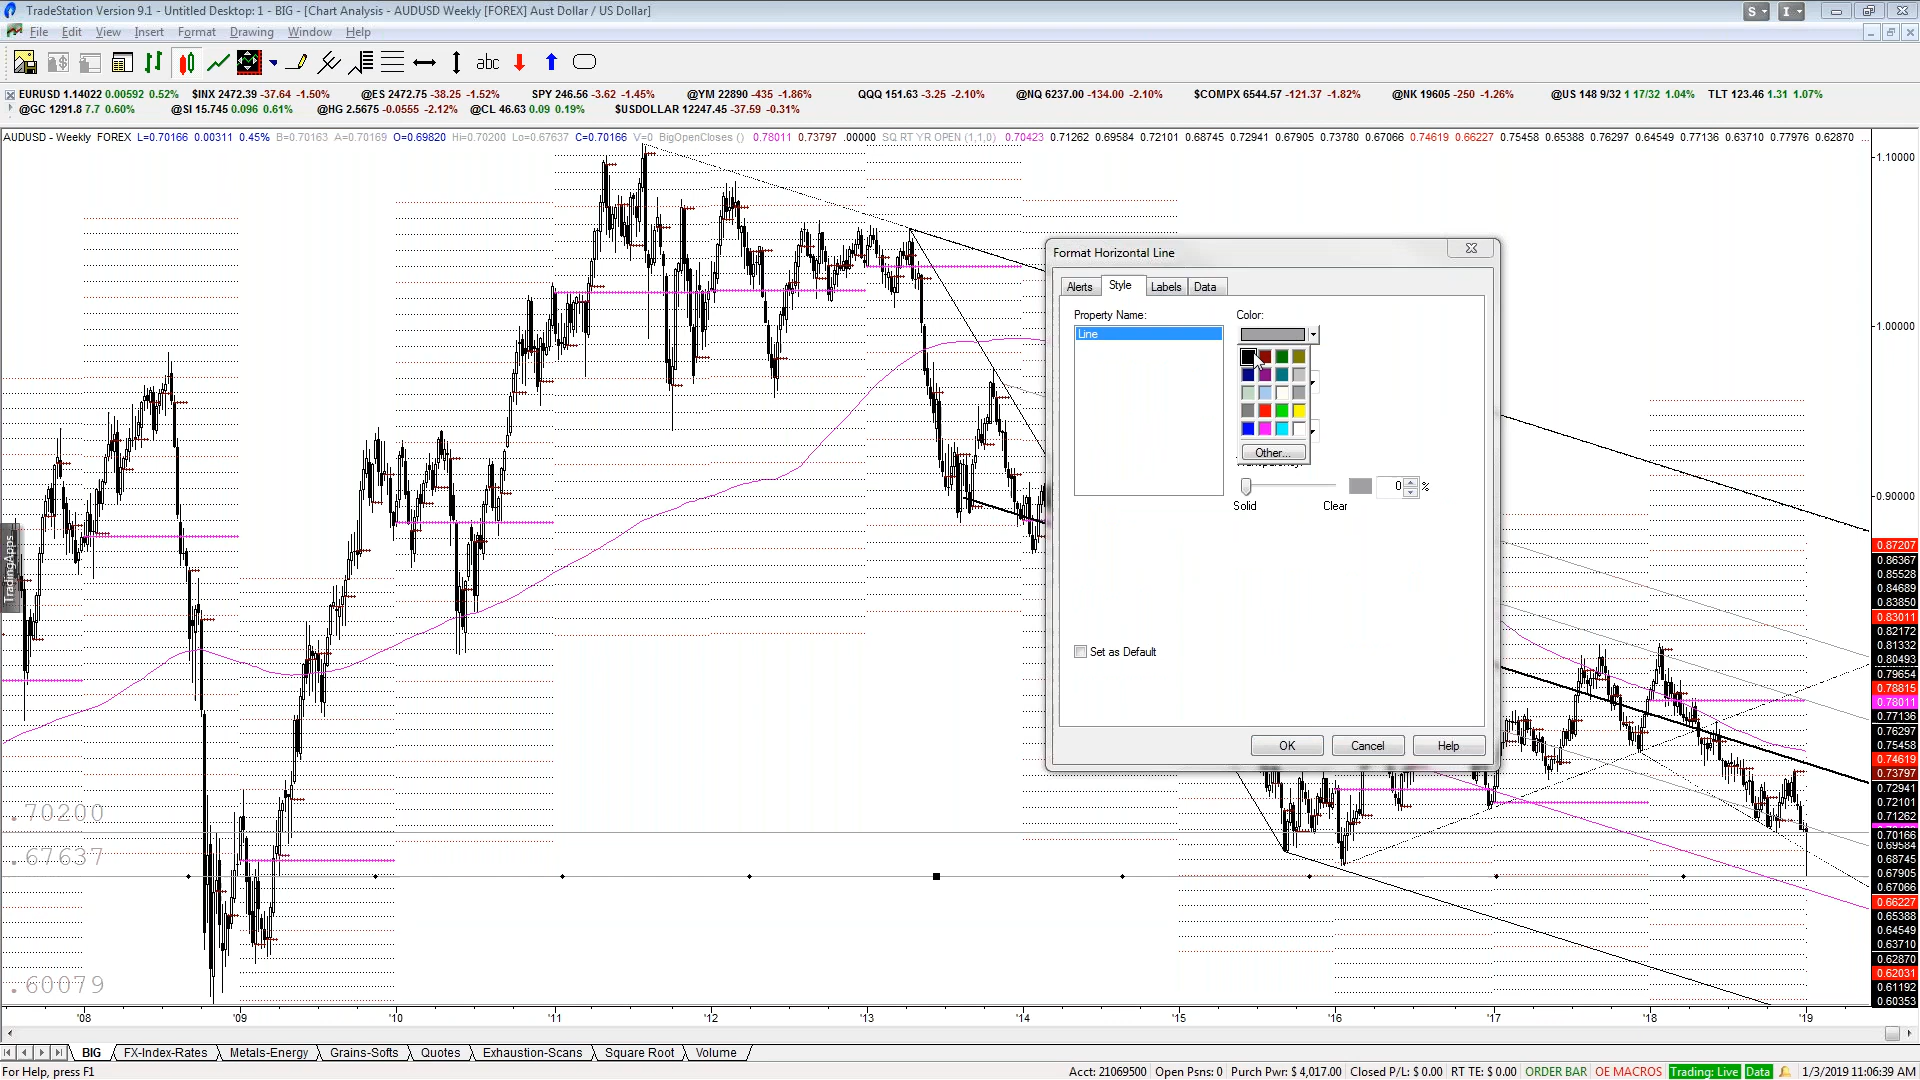 TradeStation Version 9.1 - Untitled Desktop: 1 - BIG - [Chart Analysis - AUDUSD Weekly [FOREX] Aust Dollar / US Dollar]
S I
File Edit View Insert Format Drawing Window Help
abc
EURUSD 1.14022 0.00592 0.52% $INX 2472.39 -37.64 -1.50% @ES 2472.75 -38.25 -1.52% SPY 246.56 -3.62 -1.45% @YM 22890 -435 -1.86% QQQ 151.63 -3.25 -2.10% @NQ 6237.00 -134.00 -2.10% $COMPX 6544.57 -121.37 -1.82% @NK 19605 -250 -1.26% @US 148 9/32 1 17/32 1.04% TLT 123.46 1.31 1.07%
@GC 1291.8 7.7 0.60% @SI 15.745 0.096 0.61% @HG 2.5675 -0.0555 -2.12% @CL 46.63 0.09 0.19% $USDOLLAR 12247.45 -37.59 -0.31%
AUDUSD - Weekly FOREX L=0.70166 0.00311 0.45% B=0.70163 A=0.70169 O=0.69820 Hi=0.70200 Lo=0.67637 C=0.70166 V=0 BigOpenCloses () 0.78011 0.73797 .00000 SQ RT YR OPEN (1,1,0) 0.70423 0.71262 0.69584 0.72101 0.68745 0.72941 0.67905 0.73780 0.67066 0.74619 0.66227 0.75458 0.65388 0.76297 0.64549 0.77136 0.63710 0.77976 0.62870 ...
1.10000
1.00000
0.90000
0.87207
0.86367
0.85528
0.84689
0.83850
0.83011
0.82172
0.81332
0.80493
0.79654
0.78815
0.78011
0.77136
0.76297
0.75458
0.74619
0.73797
0.72941
0.72101
0.71262
0.70166
0.69584
0.68745
0.67905
0.67066
0.66227
0.65388
0.64549
0.63710
0.62870
0.62031
0.61192
0.60353
Format Horizontal Line
Alerts Style Labels Data
Property Name: Color:
Line
Other...
0 %
Solid Clear
Set as Default
OK Cancel Help
TradingApps
.70200
.67637
.60079
'08 '09 '10 '11 '12 '13 '14 '15 '16 '17 '18 '19
BIG FX-Index-Rates Metals-Energy Grains-Softs Quotes Exhaustion-Scans Square Root Volume
For Help, press F1 Acct: 21069500 Open Psns: 0 Purch Pwr: $ 4,017.00 Closed P/L: $ 0.00 RT TE: $ 0.00 ORDER BAR OE MACROS Trading: Live Data 1/3/2019 11:06:39 AM